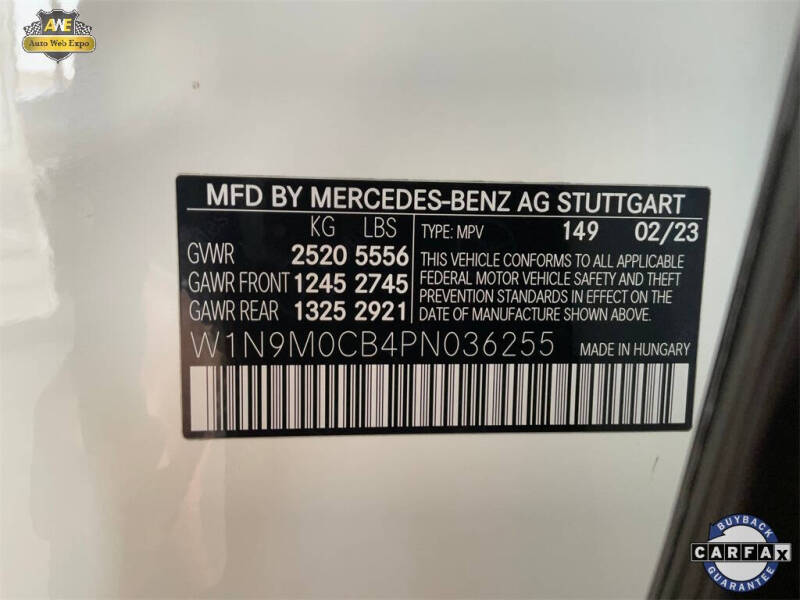 AWE
Auto Web Expo
MFD BY MERCEDES-BENZ AG STUTTGART
KG LBS
GVWR 2520 5556
GAWR FRONT 1245 2745
GAWR REAR 1325 2921
TYPE: MPV 149 02/23
THIS VEHICLE CONFORMS TO ALL APPLICABLE
FEDERAL MOTOR VEHICLE SAFETY AND THEFT
PREVENTION STANDARDS IN EFFECT ON THE
DATE OF MANUFACTURE SHOWN ABOVE.
W1N9M0CB4PN036255 MADE IN HUNGARY
BUYBACK
CARFAX
GUARANTEE